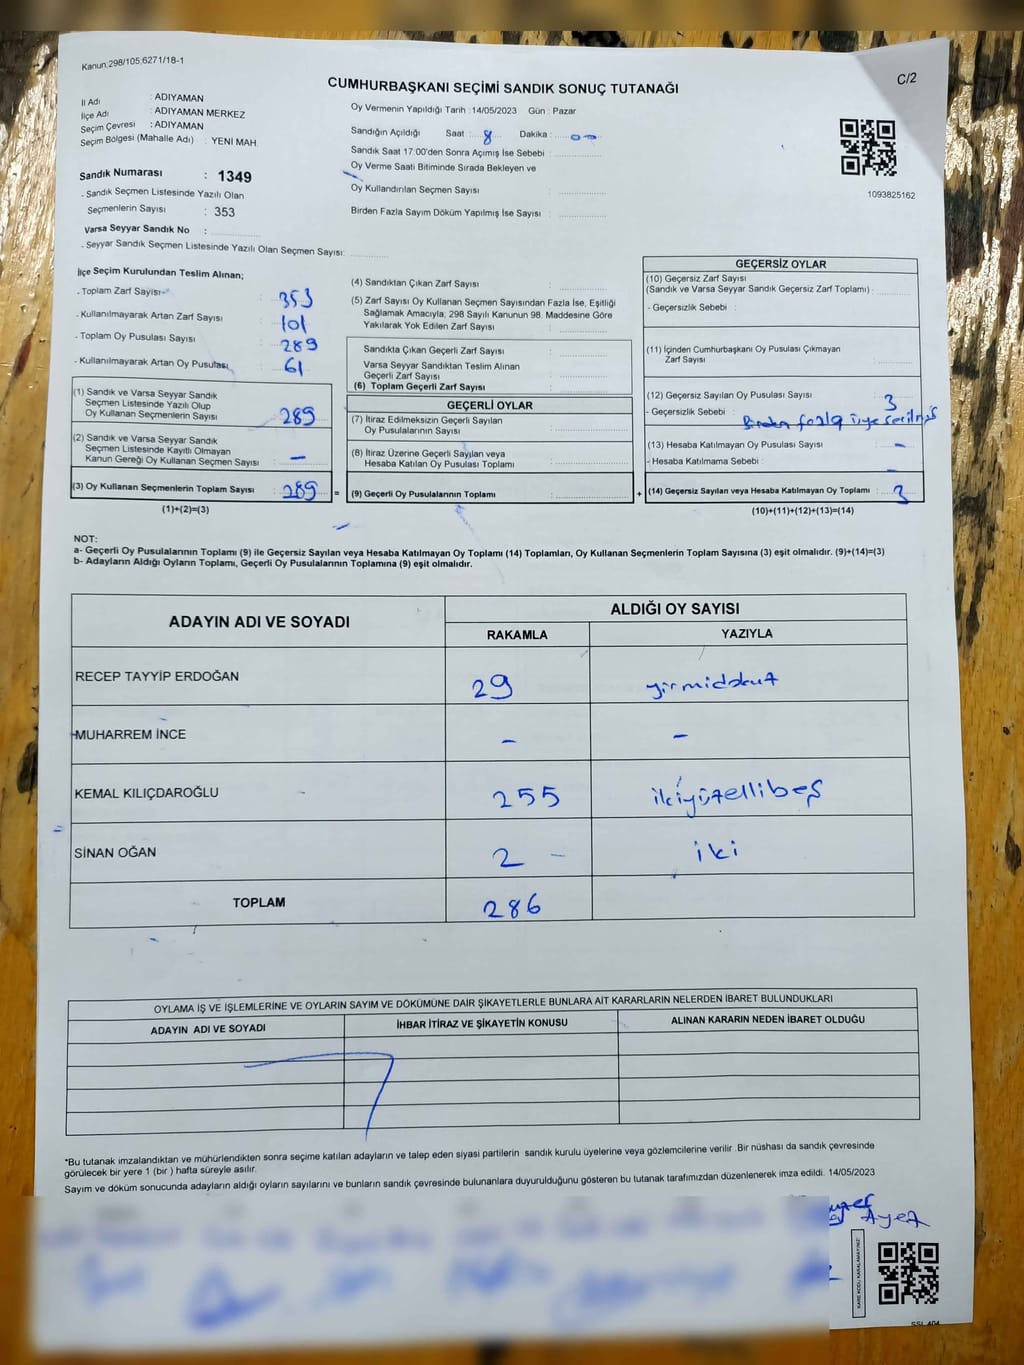 Kanun:298/105;6271/18-1
C/2
CUMHURBAŞKANI SEÇİMİ SANDIK SONUÇ TUTANAĞI
İl Adı : ADIYAMAN
İlçe Adı : ADIYAMAN MERKEZ
Seçim Çevresi : ADIYAMAN
Seçim Bölgesi (Mahalle Adı) : YENİ MAH.
Sandık Numarası : 1349
- Sandık Seçmen Listesinde Yazılı Olan
Seçmenlerin Sayısı : 353
Varsa Seyyar Sandık No :
- Seyyar Sandık Seçmen Listesinde Yazılı Olan Seçmen Sayısı:
Oy Vermenin Yapıldığı Tarih : 14/05/2023 Gün : Pazar
Sandığın Açıldığı Saat : 8 Dakika : 00
Sandık Saat 17:00'den Sonra Açımış İse Sebebi :
Oy Verme Saati Bitiminde Sırada Bekleyen ve
Oy Kullandırılan Seçmen Sayısı :
Birden Fazla Sayım Döküm Yapılmış İse Sayısı :
1093825162
İlçe Seçim Kurulundan Teslim Alınan;
- Toplam Zarf Sayısı : 353
- Kullanılmayarak Artan Zarf Sayısı : 101
- Toplam Oy Pusulası Sayısı : 289
- Kullanılmayarak Artan Oy Pusulası : 61
(1) Sandık ve Varsa Seyyar Sandık
Seçmen Listesinde Yazılı Olup
Oy Kullanan Seçmenlerin Sayısı : 289
(2) Sandık ve Varsa Seyyar Sandık
Seçmen Listesinde Kayıtlı Olmayan
Kanun Gereği Oy Kullanan Seçmen Sayısı : –
(3) Oy Kullanan Seçmenlerin Toplam Sayısı : 289
(1)+(2)=(3)
=
(4) Sandıktan Çıkan Zarf Sayısı :
(5) Zarf Sayısı Oy Kullanan Seçmen Sayısından Fazla İse, Eşitliği
Sağlamak Amacıyla; 298 Sayılı Kanunun 98. Maddesine Göre
Yakılarak Yok Edilen Zarf Sayısı :
Sandıkta Çıkan Geçerli Zarf Sayısı :
Varsa Seyyar Sandıktan Teslim Alınan
Geçerli Zarf Sayısı :
(6) Toplam Geçerli Zarf Sayısı :
GEÇERLİ OYLAR
(7) İtiraz Edilmeksizin Geçerli Sayılan
Oy Pusulalarının Sayısı :
(8) İtiraz Üzerine Geçerli Sayılan veya
Hesaba Katılan Oy Pusulası Toplamı :
(9) Geçerli Oy Pusulalarının Toplamı :
+
GEÇERSİZ OYLAR
(10) Geçersiz Zarf Sayısı
(Sandık ve Varsa Seyyar Sandık Geçersiz Zarf Toplamı) :
- Geçersizlik Sebebi :
(11) İçinden Cumhurbaşkanı Oy Pusulası Çıkmayan
Zarf Sayısı :
(12) Geçersiz Sayılan Oy Pusulası Sayısı : 3
- Geçersizlik Sebebi : Birden fazla
(13) Hesaba Katılmayan Oy Pusulası Sayısı : –
- Hesaba Katılmama Sebebi : –
(14) Geçersiz Sayılan veya Hesaba Katılmayan Oy Toplamı : 3
(10)+(11)+(12)+(13)=(14)
NOT:
a- Geçerli Oy Pusulalarının Toplamı (9) ile Geçersiz Sayılan veya Hesaba Katılmayan Oy Toplamı (14) Toplamları, Oy Kullanan Seçmenlerin Toplam Sayısına (3) eşit olmalıdır. (9)+(14)=(3)
b- Adayların Aldığı Oyların Toplamı, Geçerli Oy Pusulalarının Toplamına (9) eşit olmalıdır.
ADAYIN ADI VE SOYADI
ALDIĞI OY SAYISI
RAKAMLA YAZIYLA
RECEP TAYYİP ERDOĞAN 29 yirmidokuz
MUHARREM İNCE – –
KEMAL KILIÇDAROĞLU 255 ikiyüzellibeş
SİNAN OĞAN 2 – iki
TOPLAM 286
OYLAMA İŞ VE İŞLEMLERİNE VE OYLARIN SAYIM VE DÖKÜMÜNE DAİR ŞİKAYETLERLE BUNLARA AİT KARARLARIN NELERDEN İBARET BULUNDUKLARI
ADAYIN ADI VE SOYADI İHBAR İTİRAZ VE ŞİKAYETİN KONUSU ALINAN KARARIN NEDEN İBARET OLDUĞU
*Bu tutanak imzalandıktan ve mühürlendikten sonra seçime katılan adayların ve talep eden siyasi partilerin sandık kurulu üyelerine veya gözlemcilerine verilir. Bir nüshası da sandık çevresinde
görülecek bir yere 1 (bir ) hafta süreyle asılır.
Sayım ve döküm sonucunda adayların aldığı oyların sayılarını ve bunların sandık çevresinde bulunanlara duyurulduğunu gösteren bu tutanak tarafımızdan düzenlenerek imza edildi. 14/05/2023
KARE KODU KARALAMAYINIZ!